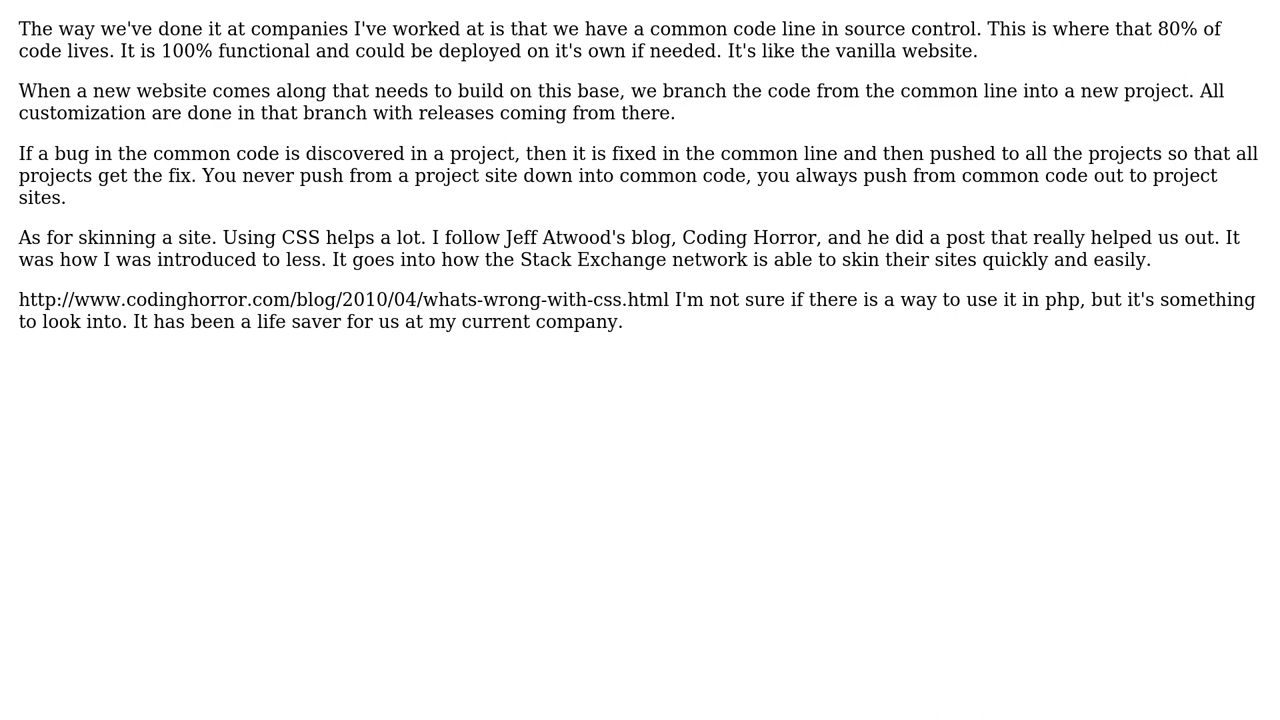 The way we've done it at companies I've worked at is that we have a common code line in source control. This is where that 80% of
code lives. It is 100% functional and could be deployed on it's own if needed. It's like the vanilla website.
When a new website comes along that needs to build on this base, we branch the code from the common line into a new project. All
customization are done in that branch with releases coming from there.
If a bug in the common code is discovered in a project, then it is fixed in the common line and then pushed to all the projects so that all
projects get the fix. You never push from a project site down into common code, you always push from common code out to project
sites.
As for skinning a site. Using CSS helps a lot. I follow Jeff Atwood's blog, Coding Horror, and he did a post that really helped us out. It
was how I was introduced to less. It goes into how the Stack Exchange network is able to skin their sites quickly and easily.
http://www.codinghorror.com/blog/2010/04/whats-wrong-with-css.html I'm not sure if there is a way to use it in php, but it's something
to look into. It has been a life saver for us at my current company.